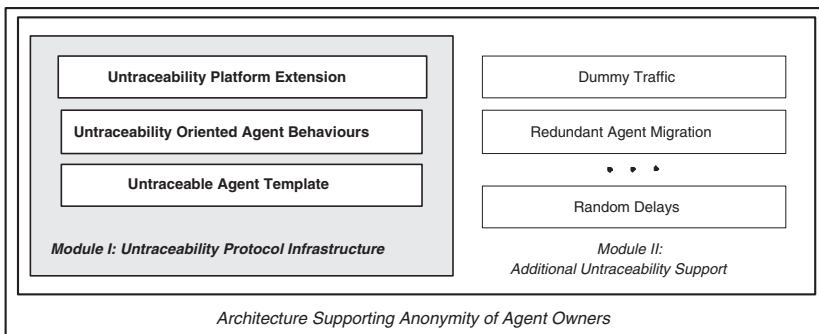 Untraceability Platform Extension
Untraceability Oriented Agent Behaviours
Untraceable Agent Template
Module I: Untraceability Protocol Infrastructure
Dummy Traffic
Redundant Agent Migration
• • •
Random Delays
Module II:
Additional Untraceability Support
Architecture Supporting Anonymity of Agent Owners